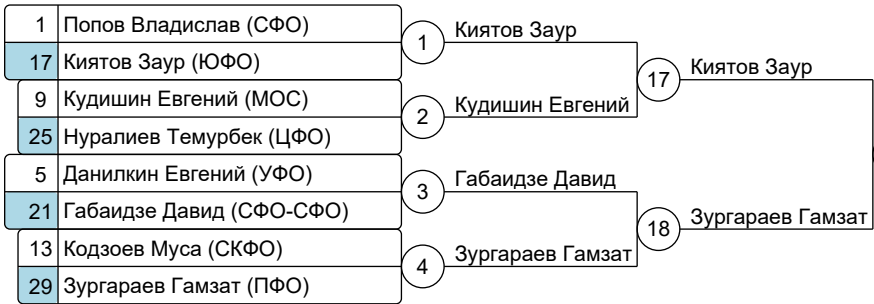 1 Попов Владислав (СФО)
17 Киятов Заур (ЮФО)
9 Кудишин Евгений (МОС)
25 Нуралиев Темурбек (ЦФО)
5 Данилкин Евгений (УФО)
21 Габаидзе Давид (СФО-СФО)
13 Кодзоев Муса (СКФО)
29 Зургараев Гамзат (ПФО)
1 Киятов Заур
2 Кудишин Евгений
3 Габаидзе Давид
4 Зургараев Гамзат
17 Киятов Заур
18 Зургараев Гамзат